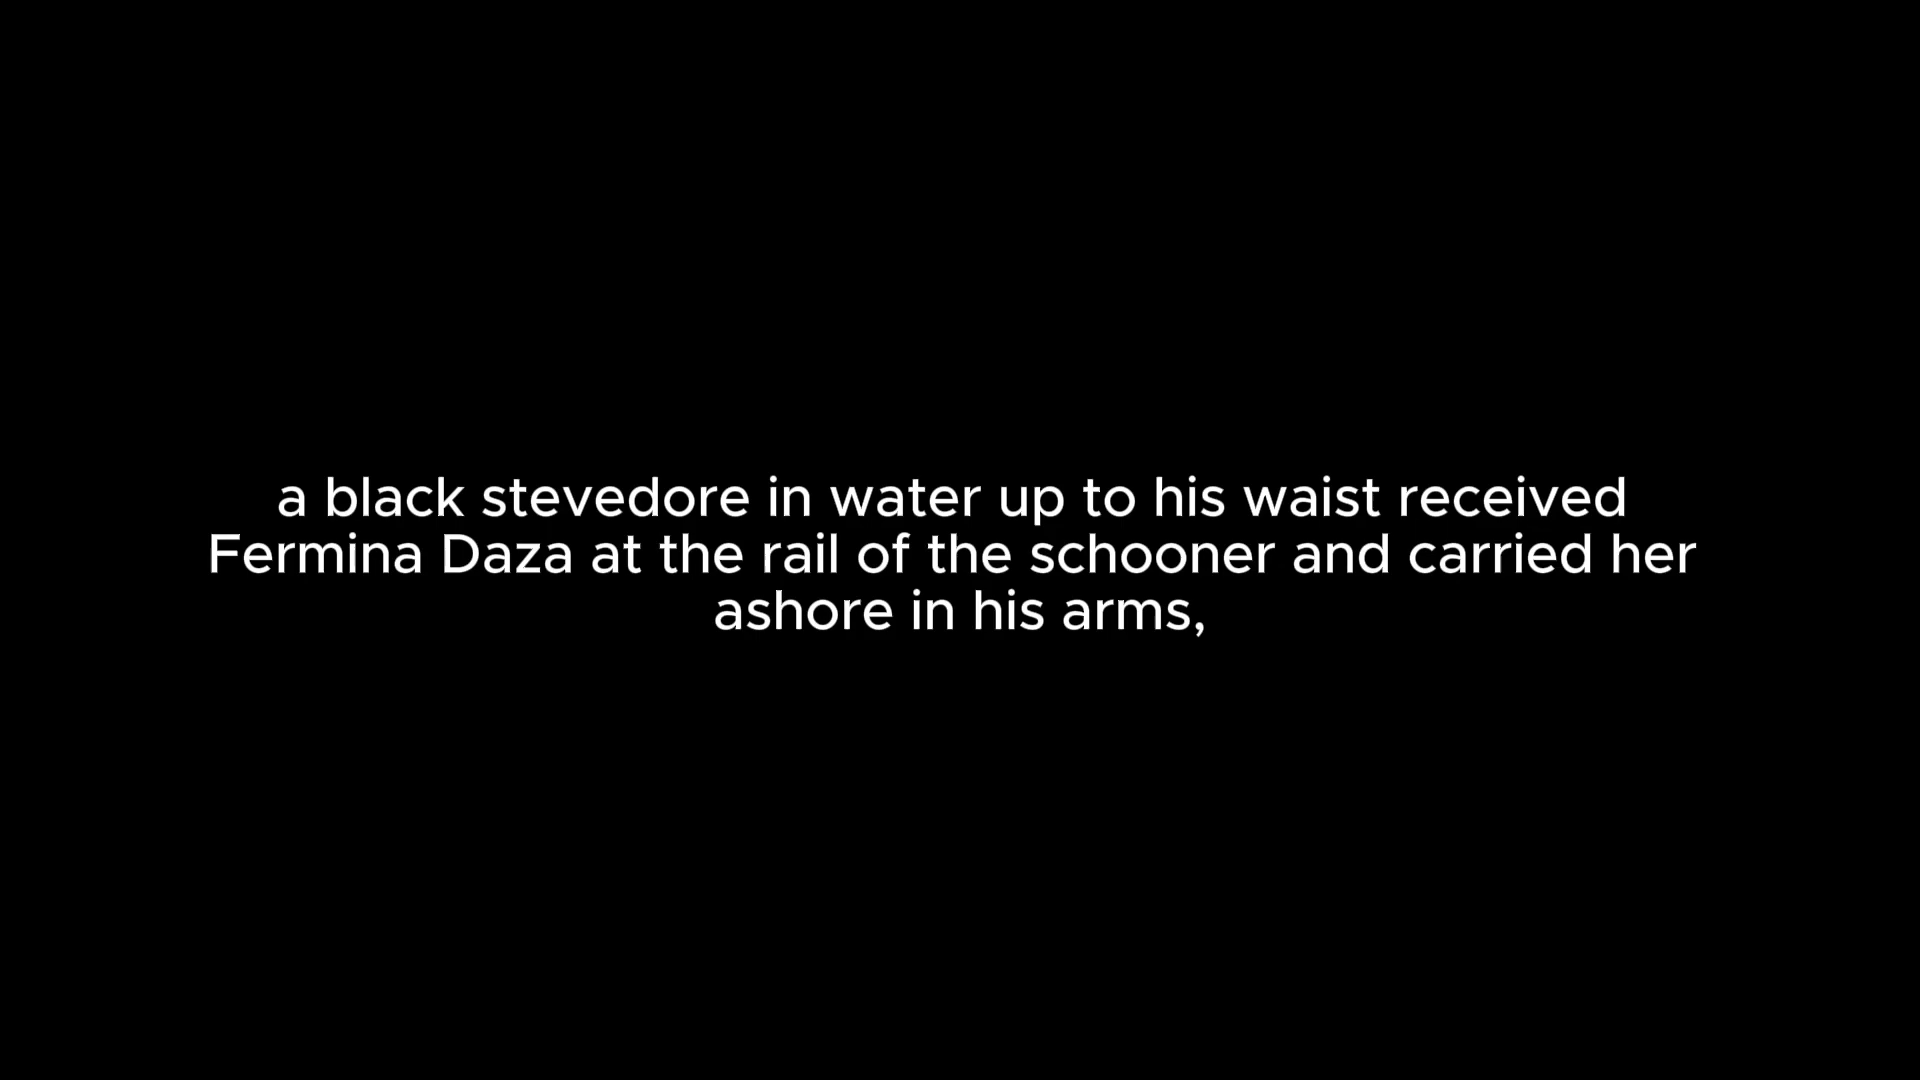 a black stevedore in water up to his waist received
Fermina Daza at the rail of the schooner and carried her
ashore in his arms,